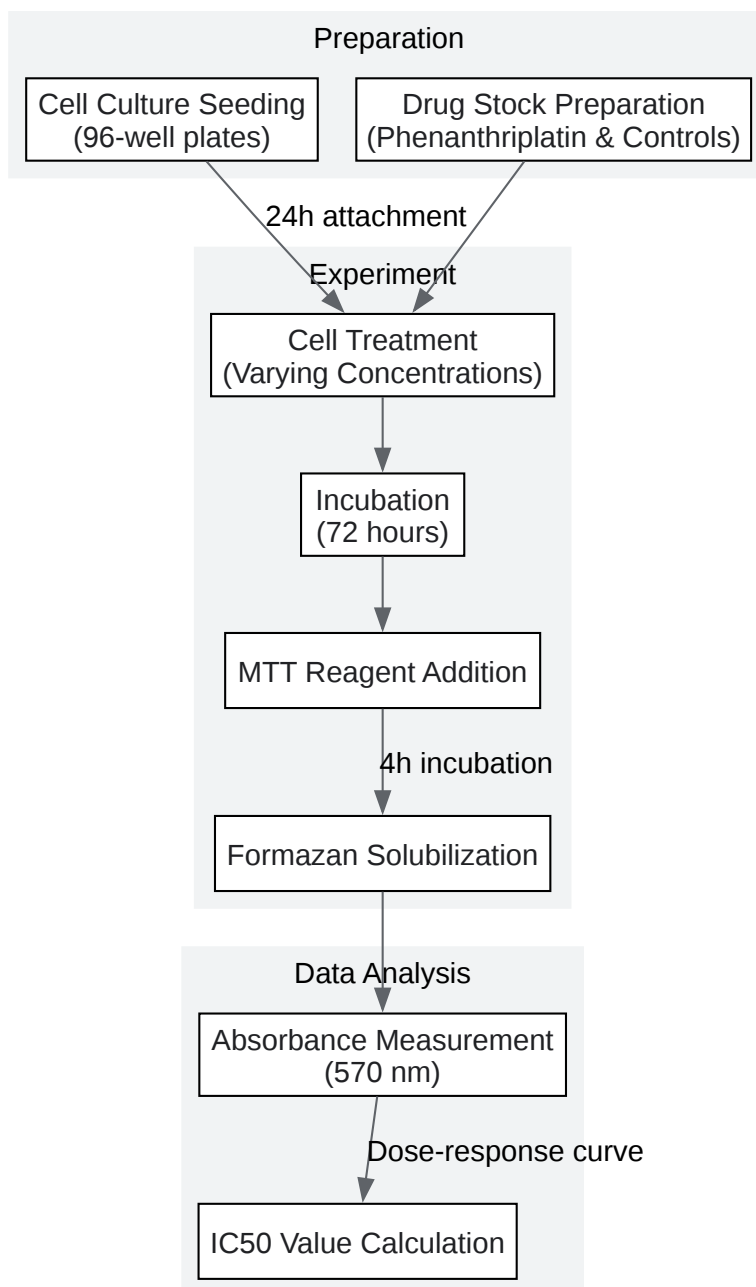 Preparation
Cell Culture Seeding
(96-well plates)
Drug Stock Preparation
(Phenanthriplatin & Controls)
24h attachment
Experiment
Cell Treatment
(Varying Concentrations)
Incubation
(72 hours)
MTT Reagent Addition
4h incubation
Formazan Solubilization
Data Analysis
Absorbance Measurement
(570 nm)
Dose-response curve
IC50 Value Calculation